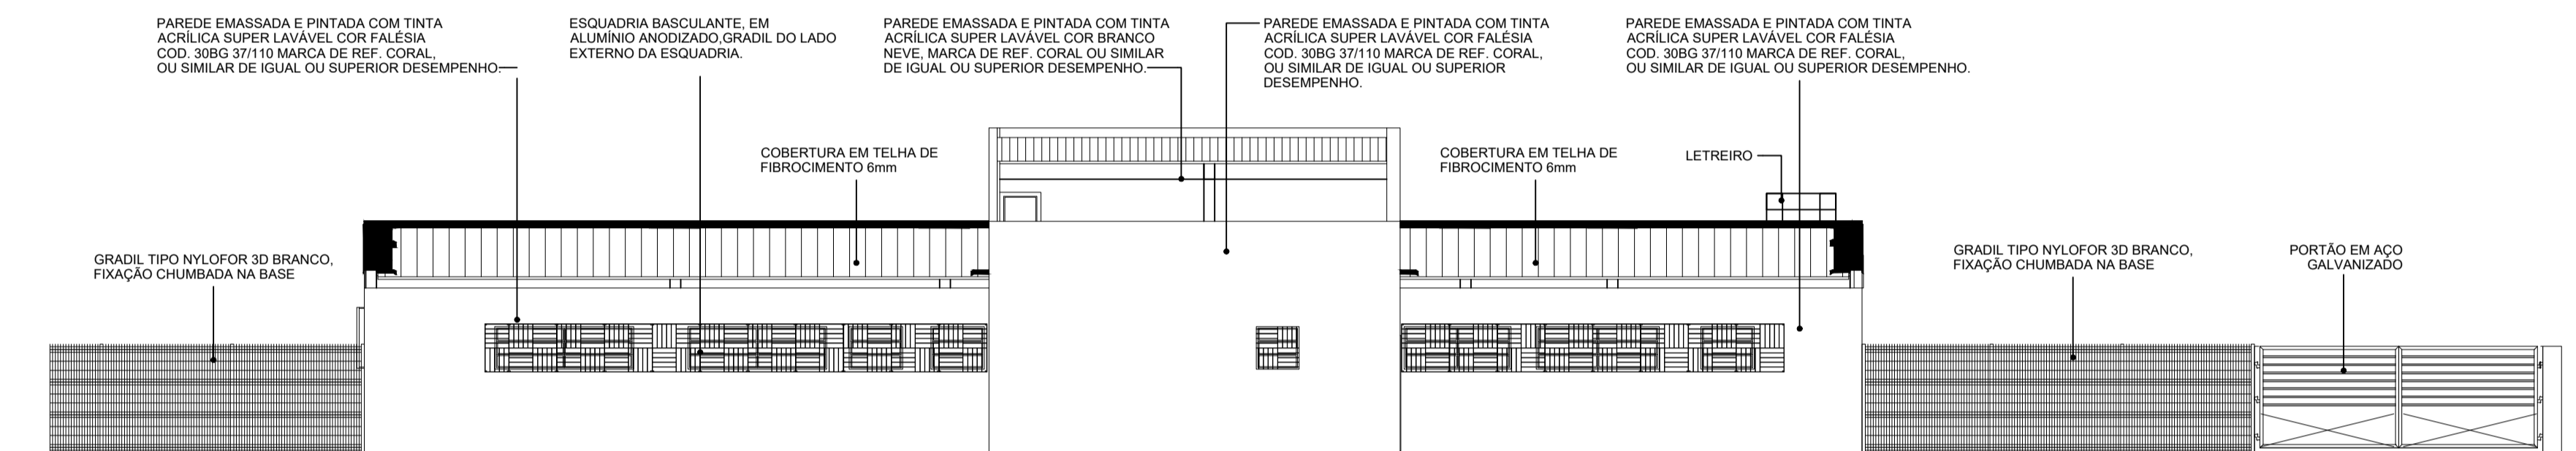 PAREDE EMASSADA E PINTADA COM TINTA
ACRÍLICA SUPER LAVÁVEL COR FALÉSIA
COD. 30BG 37/110 MARCA DE REF. CORAL,
OU SIMILAR DE IGUAL OU SUPERIOR DESEMPENHO.
ESQUADRIA BASCULANTE, EM
ALUMÍNIO ANODIZADO,GRADIL DO LADO
EXTERNO DA ESQUADRIA.
PAREDE EMASSADA E PINTADA COM TINTA
ACRÍLICA SUPER LAVÁVEL COR BRANCO
NEVE, MARCA DE REF. CORAL OU SIMILAR
DE IGUAL OU SUPERIOR DESEMPENHO.
PAREDE EMASSADA E PINTADA COM TINTA
ACRÍLICA SUPER LAVÁVEL COR FALÉSIA
COD. 30BG 37/110 MARCA DE REF. CORAL,
OU SIMILAR DE IGUAL OU SUPERIOR
DESEMPENHO.
PAREDE EMASSADA E PINTADA COM TINTA
ACRÍLICA SUPER LAVÁVEL COR FALÉSIA
COD. 30BG 37/110 MARCA DE REF. CORAL,
OU SIMILAR DE IGUAL OU SUPERIOR DESEMPENHO.
COBERTURA EM TELHA DE
FIBROCIMENTO 6mm
COBERTURA EM TELHA DE
FIBROCIMENTO 6mm
LETREIRO
GRADIL TIPO NYLOFOR 3D BRANCO,
FIXAÇÃO CHUMBADA NA BASE
GRADIL TIPO NYLOFOR 3D BRANCO,
FIXAÇÃO CHUMBADA NA BASE
PORTÃO EM AÇO
GALVANIZADO